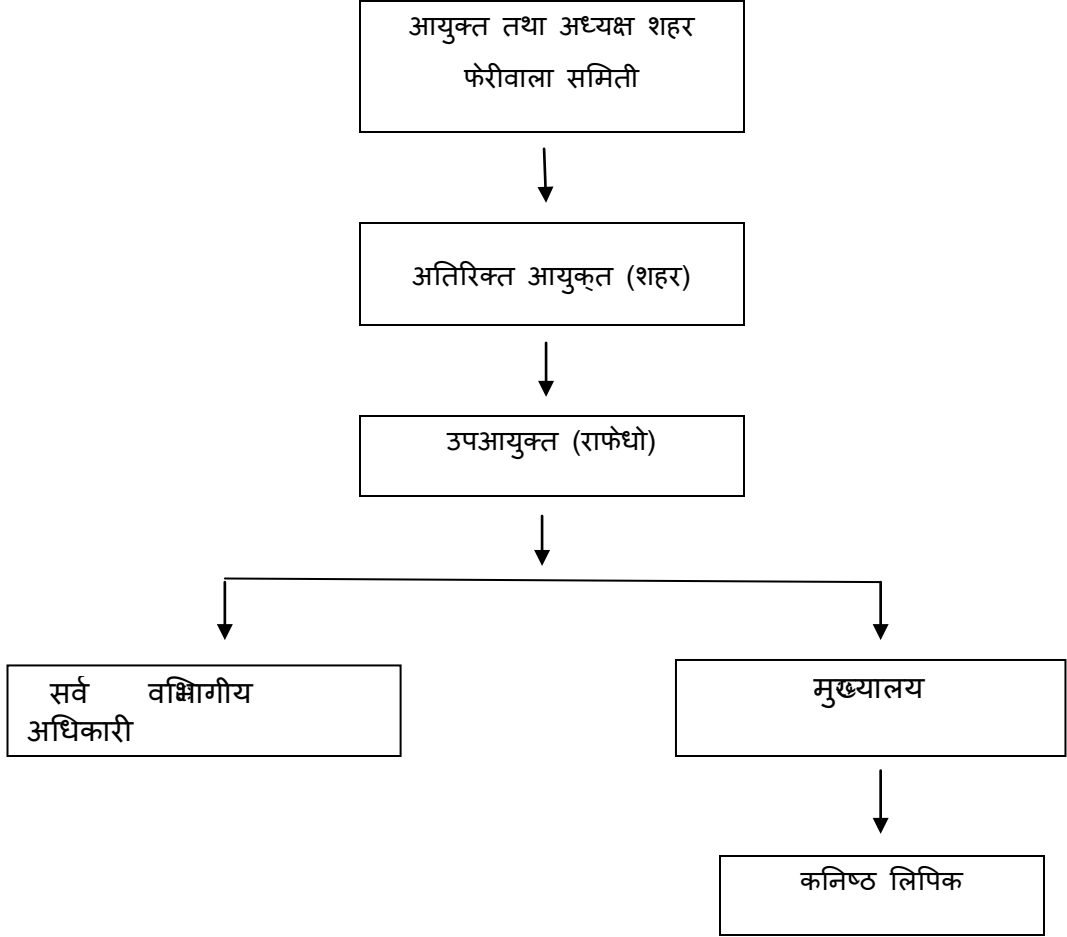 आयुक्त तथा अध्यक्ष शहर
फेरीवाला समिती
अतिरिक्त आयुक्‌त (शहर)
उपआयुक्त (राफेधो)
सर्व विभागीय
अधिकारी
मुख्यालय
कनिष्ठ लिपिक